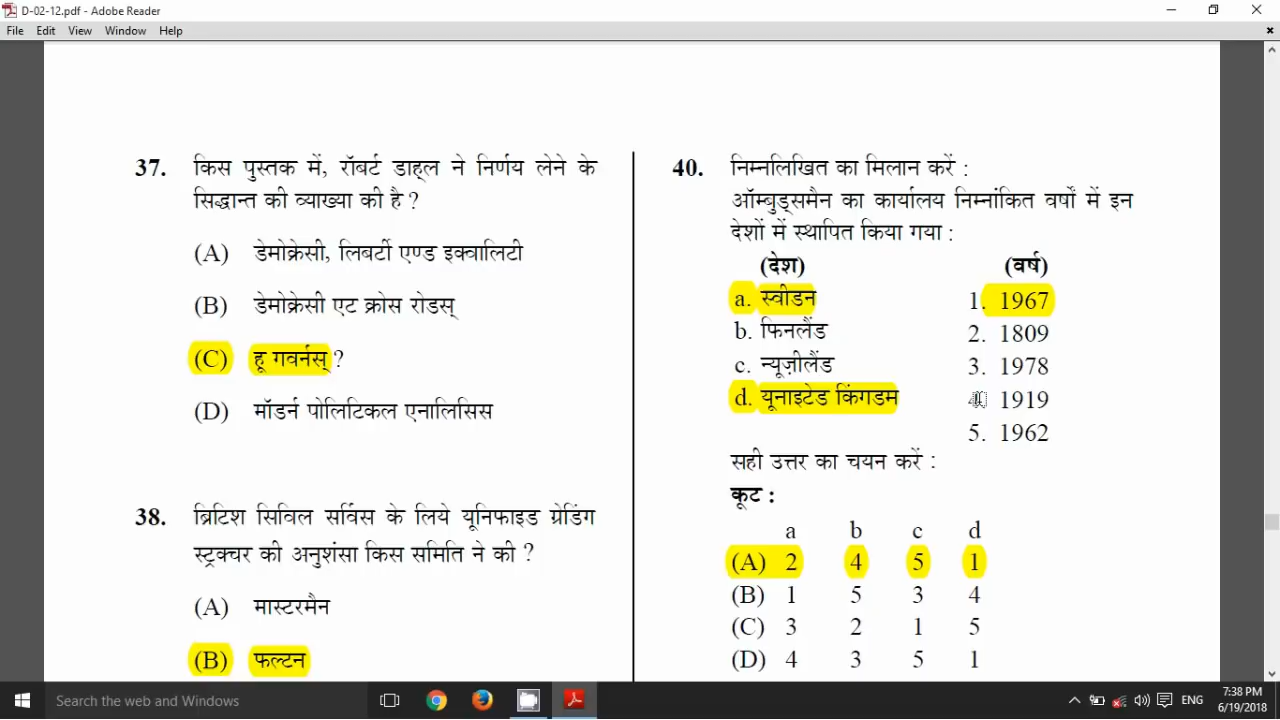 D-02-12.pdf - Adobe Reader
File Edit View Window Help
37. किस पुस्तक में, रॉबर्ट डाह्ल ने निर्णय लेने के
सिद्धान्त की व्याख्या की है ?
(A) डेमोक्रेसी, लिबर्टी एण्ड इक्वालिटी
(B) डेमोक्रेसी एट क्रोस रोडस्
(C) हू गवर्नस् ?
(D) मॉडर्न पोलिटिकल एनालिसिस
38. ब्रिटिश सिविल सर्विस के लिये यूनिफाइड ग्रेडिंग
स्ट्रक्चर की अनुशंसा किस समिति ने की ?
(A) मास्टरमैन
(B) फल्टन
40. निम्नलिखित का मिलान करें :
ऑम्बुड्समैन का कार्यालय निम्नांकित वर्षों में इन
देशों में स्थापित किया गया :
(देश) (वर्ष)
a. स्वीडन 1. 1967
b. फिनलैंड 2. 1809
c. न्यूज़ीलैंड 3. 1978
d. यूनाइटेड किंगडम 4. 1919
5. 1962
सही उत्तर का चयन करें :
कूट :
a b c d
(A) 2 4 5 1
(B) 1 5 3 4
(C) 3 2 1 5
(D) 4 3 5 1
Search the web and Windows
ENG
7:38 PM
6/19/2018